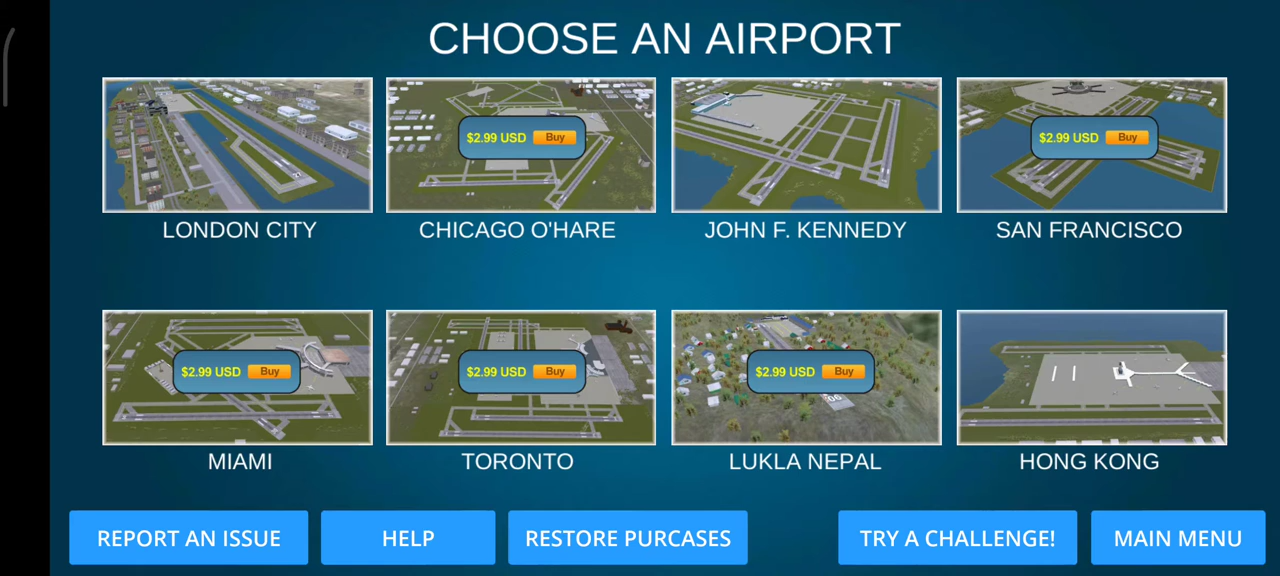 CHOOSE AN AIRPORT
$2.99 USD Buy
$2.99 USD Buy
LONDON CITY
CHICAGO O'HARE
JOHN F. KENNEDY
SAN FRANCISCO
$2.99 USD Buy
$2.99 USD Buy
$2.99 USD Buy
06
MIAMI
TORONTO
LUKLA NEPAL
HONG KONG
REPORT AN ISSUE
HELP
RESTORE PURCASES
TRY A CHALLENGE!
MAIN MENU